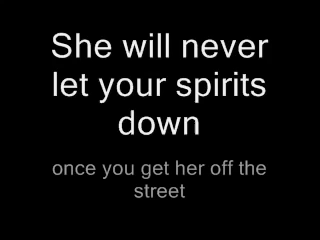 She will never
let your spirits
down
once you get her off the
street